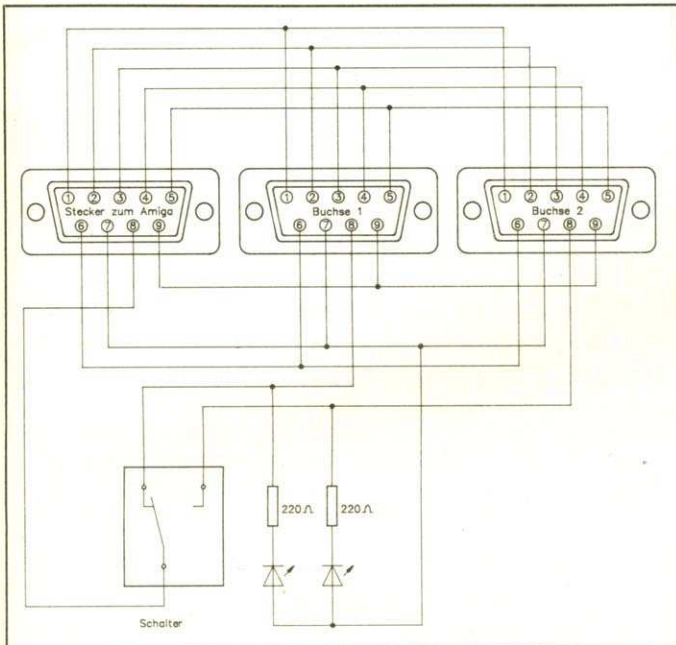 ① ② ③ ④ ⑤
Stecker zum Amiga
⑥ ⑦ ⑧ ⑨
① ② ③ ④ ⑤
Buchse 1
⑥ ⑦ ⑧ ⑨
① ② ③ ④ ⑤
Buchse 2
⑥ ⑦ ⑧ ⑨
220Ω
220Ω
Schalter